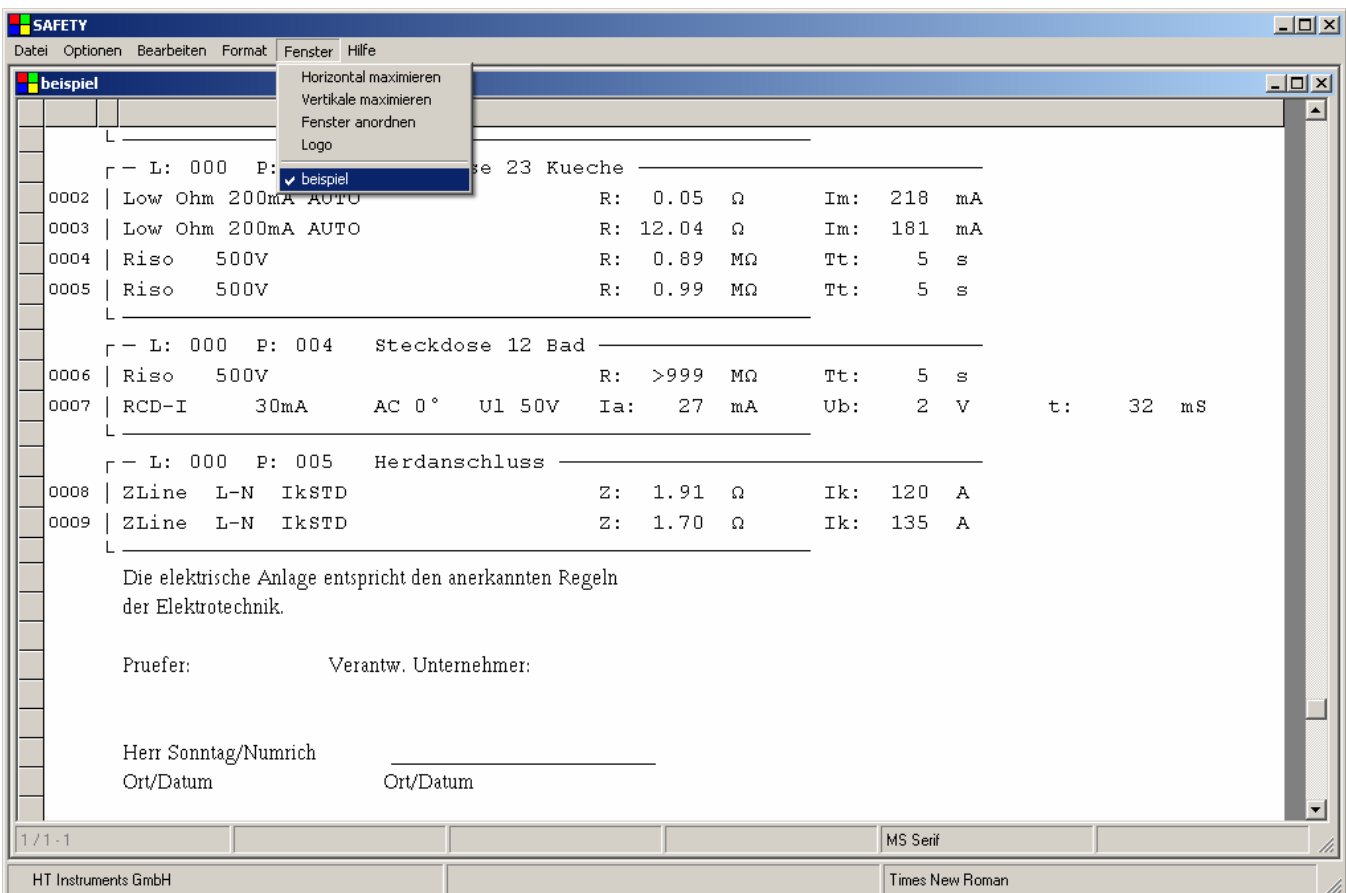 SAFETY
Datei Optionen Bearbeiten Format Fenster Hilfe
Horizontal maximieren
Vertikale maximieren
Fenster anordnen
Logo
beispiel
beispiel
L: 000 P: se 23 Kueche
0002 | Low Ohm 200mA AUTO R: 0.05 Ω Im: 218 mA
0003 | Low Ohm 200mA AUTO R: 12.04 Ω Im: 181 mA
0004 | Riso 500V R: 0.89 MΩ Tt: 5 s
0005 | Riso 500V R: 0.99 MΩ Tt: 5 s
L: 000 P: 004 Steckdose 12 Bad
0006 | Riso 500V R: >999 MΩ Tt: 5 s
0007 | RCD-I 30mA AC 0° Ul 50V Ia: 27 mA Ub: 2 V t: 32 mS
L: 000 P: 005 Herdanschluss
0008 | ZLine L-N IkSTD Z: 1.91 Ω Ik: 120 A
0009 | ZLine L-N IkSTD Z: 1.70 Ω Ik: 135 A
Die elektrische Anlage entspricht den anerkannten Regeln
der Elektrotechnik.
Pruefer: Verantw. Unternehmer:
Herr Sonntag/Numrich
Ort/Datum Ort/Datum
1 / 1 - 1 MS Serif
HT Instruments GmbH Times New Roman